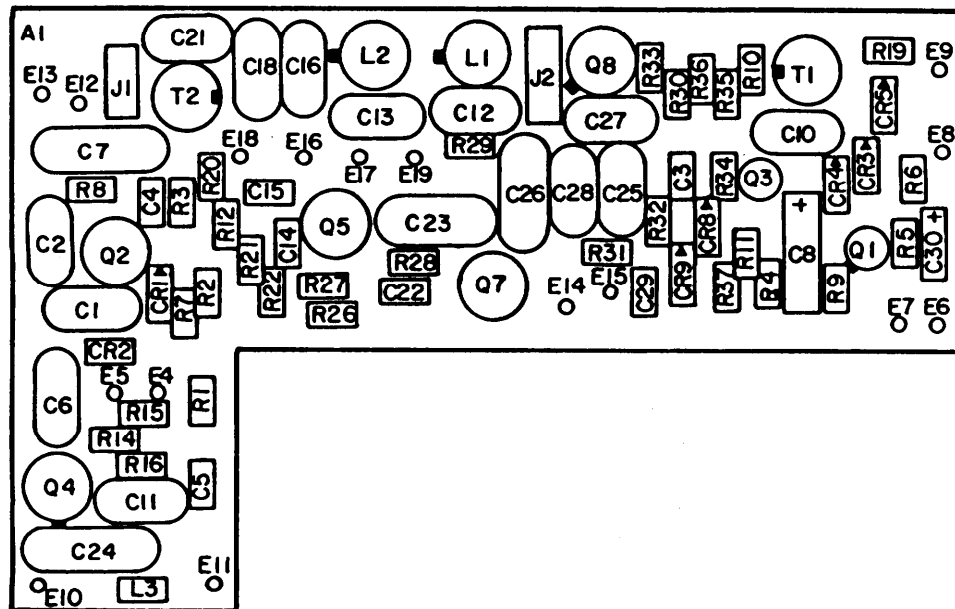 A1
C21
C18
C16
L2
L1
J2
Q8
R33
R30
R36
R35
R10
T1
R19
E9
E13
E12
J1
T2
C13
C12
C27
C10
CR5
E18
E16
E17
E19
R29
E8
C7
R8
C4
R3
R20
C15
R12
C26
C28
C25
C3
R34
Q3
CR4
CR3
R6
C2
Q2
R21
C14
Q5
C23
R32
CR8
+
C8
R11
Q1
R5
C30 +
R31
R28
C22
R27
R26
Q7
E14
E15
C29
CR9
R37
R4
R9
CR1
R7
R2
R22
C1
E7
E6
CR2
E5
E4
C6
R1
R15
R14
R16
Q4
C11
C5
C24
E10
L3
E11